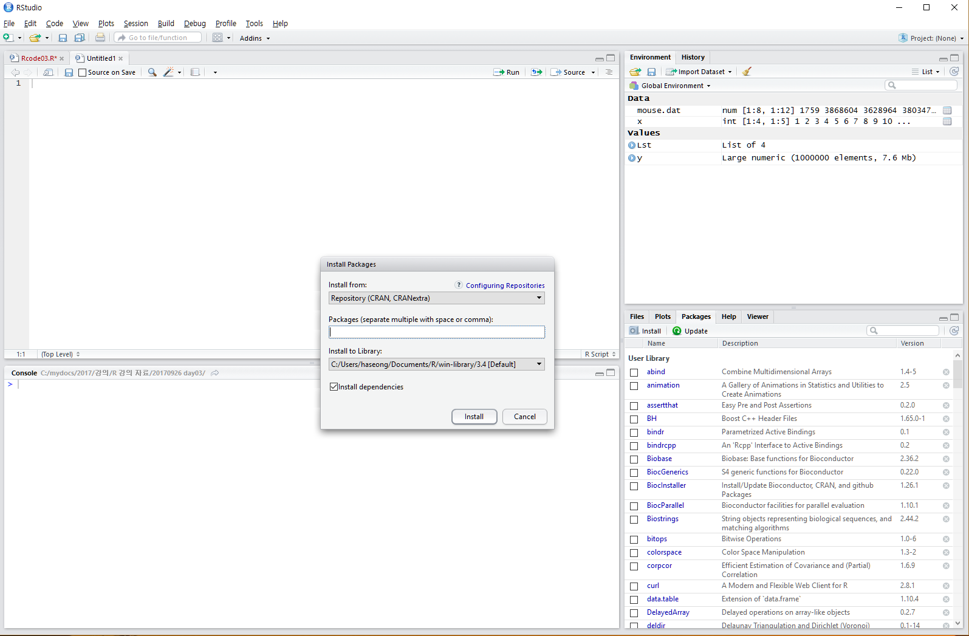 RStudio
File Edit Code View Plots Session Build Debug Profile Tools Help
Go to file/function Addins Project: (None)
Rcode03.R* Untitled1
Source on Save Run Source
1
1:1 (Top Level) R Script
Console C:/mydocs/2017/강의/R 강의 자료/20170926 day03/
>
Install Packages
Install from: ? Configuring Repositories
Repository (CRAN, CRANextra)
Packages (separate multiple with space or comma):
Install to Library:
C:/Users/haseong/Documents/R/win-library/3.4 [Default]
Install dependencies
Install Cancel
Environment History
Import Dataset List
Global Environment
Data
mouse.dat num [1:8, 1:12] 1759 3868604 3628964 380347…
x int [1:4, 1:5] 1 2 3 4 5 6 7 8 9 10 ...
Values
Lst List of 4
y Large numeric (1000000 elements, 7.6 Mb)
Files Plots Packages Help Viewer
Install Update
Name Description Version
User Library
abind Combine Multidimensional Arrays 1.4-5
animation A Gallery of Animations in Statistics and Utilities to 2.5
Create Animations
assertthat Easy Pre and Post Assertions 0.2.0
BH Boost C++ Header Files 1.65.0-1
bindr Parametrized Active Bindings 0.1
bindrcpp An 'Rcpp' Interface to Active Bindings 0.2
Biobase Biobase: Base functions for Bioconductor 2.36.2
BiocGenerics S4 generic functions for Bioconductor 0.22.0
BiocInstaller Install/Update Bioconductor, CRAN, and github 1.26.1
Packages
BiocParallel Bioconductor facilities for parallel evaluation 1.10.1
Biostrings String objects representing biological sequences, and 2.44.2
matching algorithms
bitops Bitwise Operations 1.0-6
colorspace Color Space Manipulation 1.3-2
corpcor Efficient Estimation of Covariance and (Partial) 1.6.9
Correlation
curl A Modern and Flexible Web Client for R 2.8.1
data.table Extension of `data.frame` 1.10.4
DelayedArray Delayed operations on array-like objects 0.2.7
deldir Delaunay Triangulation and Dirichlet (Voronoi) 0.1-14